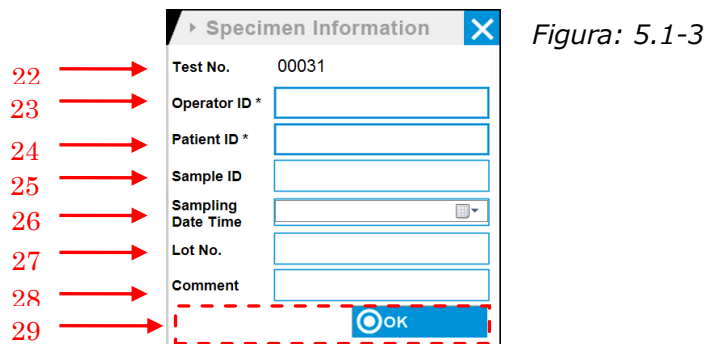 Specimen Information
Figura: 5.1-3
22 Test No. 00031
23 Operator ID *
24 Patient ID *
25 Sample ID
26 Sampling
Date Time
27 Lot No.
28 Comment
29 OK